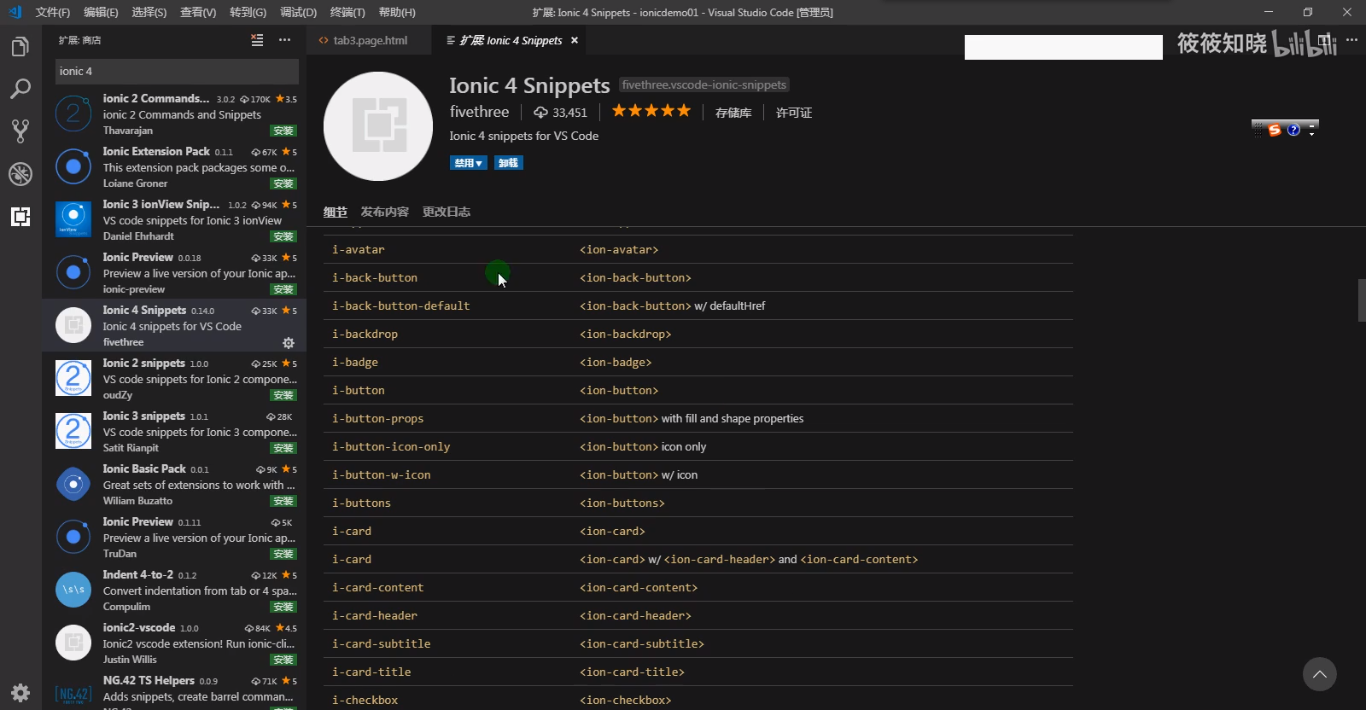 文件(F) 编辑(E) 选择(S) 查看(V) 转到(G) 调试(D) 终端(T) 帮助(H) 扩展: Ionic 4 Snippets - ionicdemo01 - Visual Studio Code [管理员]
扩展: 商店
tab3.page.html
扩展: Ionic 4 Snippets
筱筱知晓 bilibili
ionic 4
ionic 2 Commands... 3.0.2 170K ★3.5
ionic 2 Commands and Snippets
Thavarajan 安装
Ionic Extension Pack 0.1.1 67K ★5
This extension pack packages some o...
Loiane Groner 安装
Ionic 3 ionView Snip... 1.0.2 94K ★5
VS code snippets for Ionic 3 ionView
Daniel Ehrhardt 安装
Ionic Preview 0.0.18 33K ★5
Preview a live version of your Ionic ap...
ionic-preview 安装
Ionic 4 Snippets 0.14.0 33K ★5
Ionic 4 snippets for VS Code
fivethree
Ionic 2 snippets 1.0.0 25K ★5
VS code snippets for Ionic 2 compone...
oudZy 安装
Ionic 3 snippets 1.0.1 28K
VS code snippets for Ionic 3 compone...
Satit Rianpit 安装
Ionic Basic Pack 0.0.1 9K ★5
Great sets of extensions to work with ...
Wiliam Buzatto 安装
Ionic Preview 0.1.11 5K
Preview a live version of your Ionic ap...
TruDan 安装
Indent 4-to-2 0.1.2 12K ★5
Convert indentation from tab or 4 spa...
Compulim 安装
ionic2-vscode 1.0.0 84K ★4.5
Ionic2 vscode extension! Run ionic-cli...
Justin Willis 安装
NG.42 TS Helpers 0.0.9 71K ★5
Adds snippets, create barrel comman...
Ionic 4 Snippets fivethree.vscode-ionic-snippets
fivethree 33,451 ★★★★★ 存储库 许可证
Ionic 4 snippets for VS Code
禁用▼ 卸载
细节 发布内容 更改日志
i-avatar <ion-avatar>
i-back-button <ion-back-button>
i-back-button-default <ion-back-button> w/ defaultHref
i-backdrop <ion-backdrop>
i-badge <ion-badge>
i-button <ion-button>
i-button-props <ion-button> with fill and shape properties
i-button-icon-only <ion-button> icon only
i-button-w-icon <ion-button> w/ icon
i-buttons <ion-buttons>
i-card <ion-card>
i-card <ion-card> w/ <ion-card-header> and <ion-card-content>
i-card-content <ion-card-content>
i-card-header <ion-card-header>
i-card-subtitle <ion-card-subtitle>
i-card-title <ion-card-title>
i-checkbox <ion-checkbox>